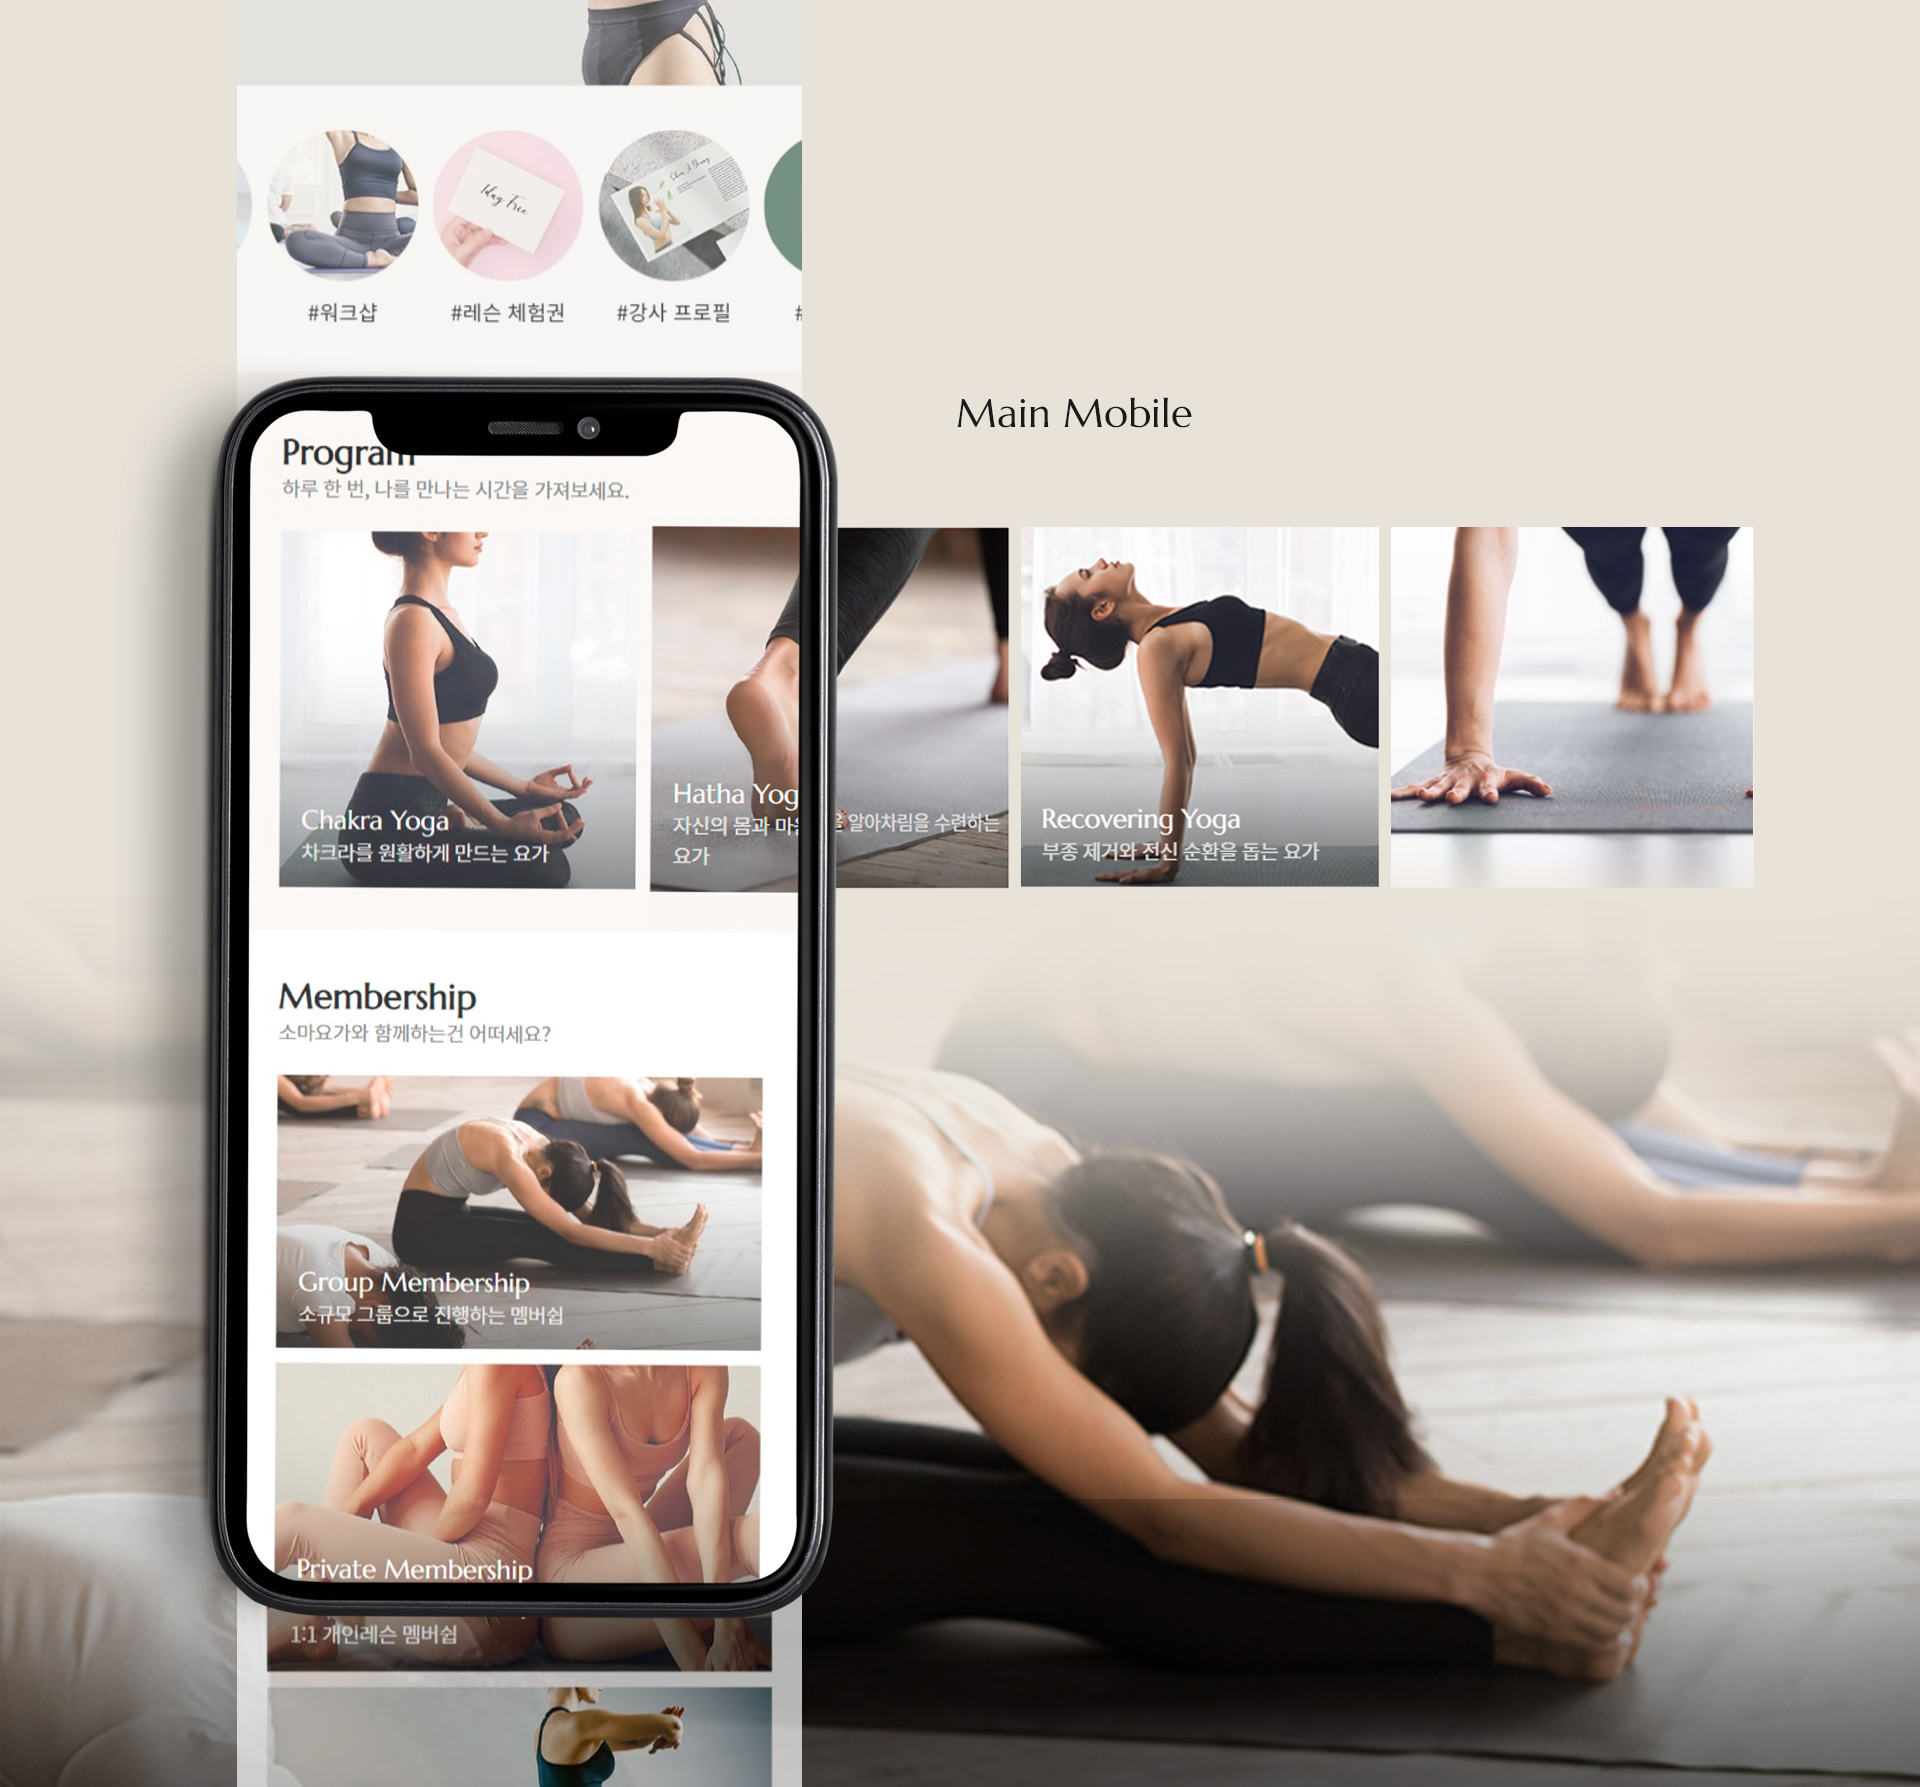 1day Free
#워크샵
#레슨 체험권
#강사 프로필
#
Main Mobile
Program
하루 한 번, 나를 만나는 시간을 가져보세요.
Chakra Yoga
차크라를 원활하게 만드는 요가
Hatha Yog
자신의 몸과 마음을 알아차림을 수련하는
요가
Recovering Yoga
부종 제거와 전신 순환을 돕는 요가
Membership
소마요가와 함께하는건 어떠세요?
Group Membership
소규모 그룹으로 진행하는 멤버쉽
Private Membership
1:1 개인레슨 멤버쉽